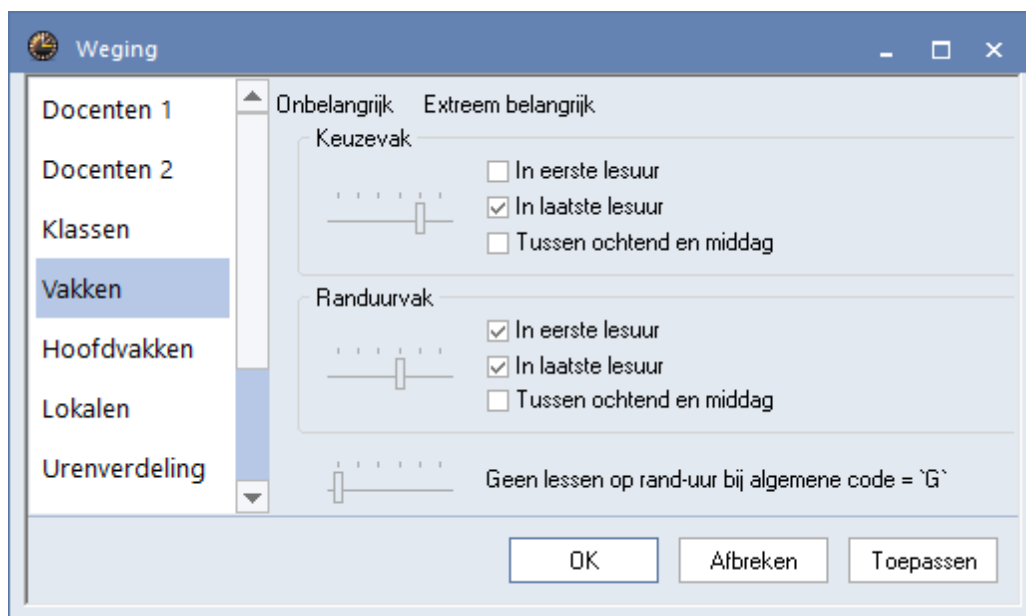 Weging
Docenten 1
Docenten 2
Klassen
Vakken
Hoofdvakken
Lokalen
Urenverdeling
Onbelangrijk Extreem belangrijk
Keuzevak
In eerste lesuur
In laatste lesuur
Tussen ochtend en middag
Randuurvak
In eerste lesuur
In laatste lesuur
Tussen ochtend en middag
Geen lessen op rand-uur bij algemene code = `G`
OK Afbreken Toepassen